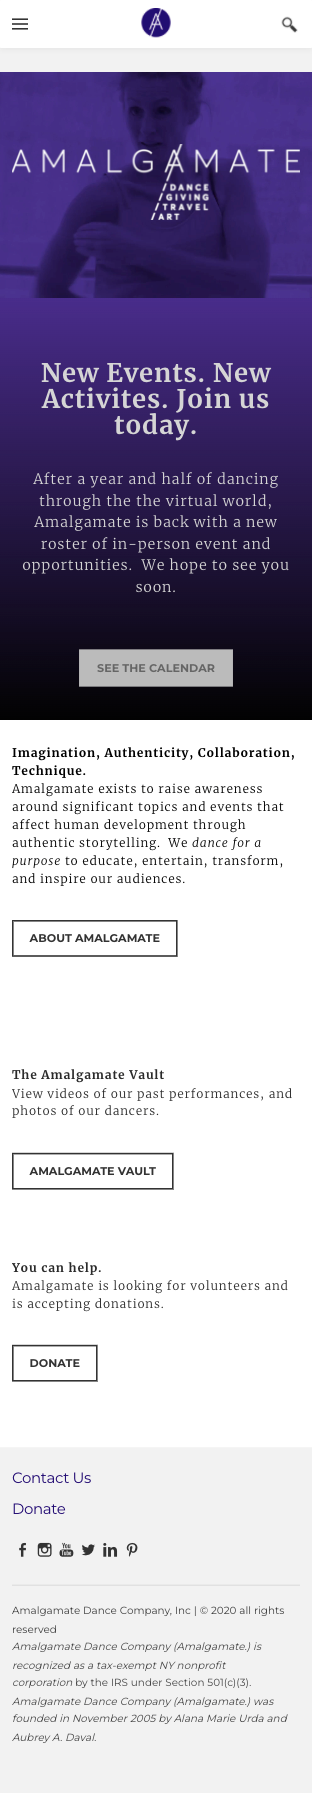 AMALGAMATE
/DANCE
/GIVING
/TRAVEL
/ART
New Events. New
Activites. Join us
today.
After a year and half of dancing
through the the virtual world,
Amalgamate is back with a new
roster of in-person event and
opportunities.  We hope to see you
soon.
SEE THE CALENDAR
Imagination, Authenticity, Collaboration,
Technique.
Amalgamate exists to raise awareness
around significant topics and events that
affect human development through
authentic storytelling.  We dance for a
purpose to educate, entertain, transform,
and inspire our audiences.
ABOUT AMALGAMATE
The Amalgamate Vault
View videos of our past performances, and
photos of our dancers.
AMALGAMATE VAULT
You can help.
Amalgamate is looking for volunteers and
is accepting donations.
DONATE
Contact Us
Donate
Amalgamate Dance Company, Inc | © 2020 all rights
reserved
Amalgamate Dance Company (Amalgamate.) is
recognized as a tax-exempt NY nonprofit
corporation by the IRS under Section 501(c)(3).
Amalgamate Dance Company (Amalgamate.) was
founded in November 2005 by Alana Marie Urda and
Aubrey A. Daval.